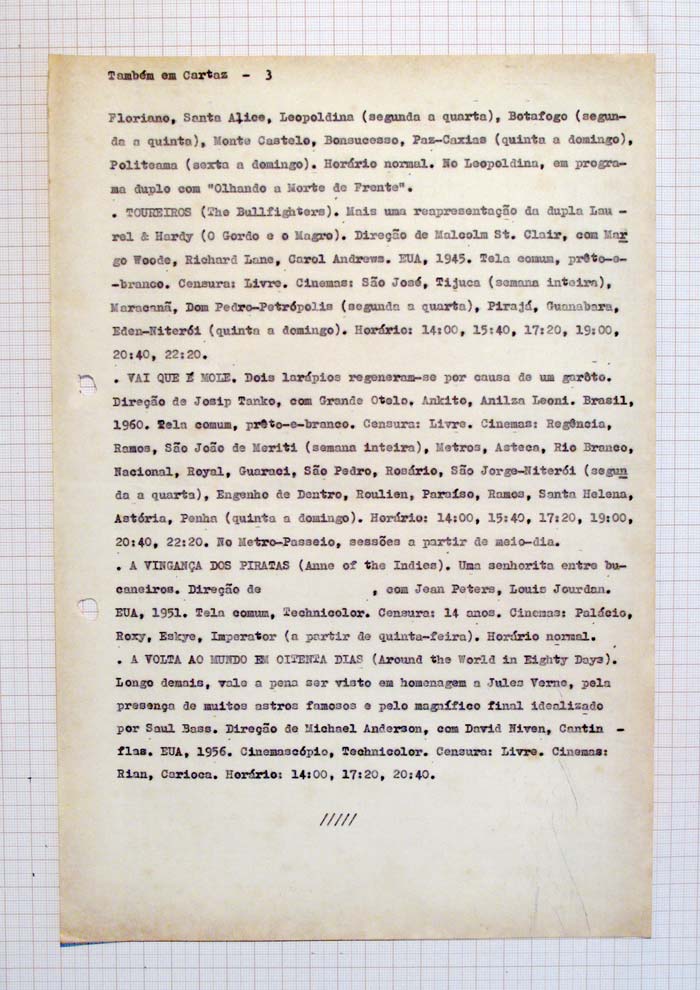 Também em Cartaz - 3
Floriano, Santa Alice, Leopoldina (segunda a quarta), Botafogo (segun-
da a quinta), Monte Castelo, Bonsucesso, Paz-Caxias (quinta a domingo),
Politeama (sexta a domingo). Horário normal. No Leopoldina, em progra-
ma duplo com "Olhando a Morte de Frente".
. TOUREIROS (The Bullfighters). Mais uma reapresentação da dupla Lau -
rel & Hardy (O Gordo e o Magro). Direção de Malcolm St. Clair, com Mar
go Woode, Richard Lane, Carol Andrews. EUA, 1945. Tela comum, prêto-e-
-branco. Censura: Livre. Cinemas: São José, Tijuca (semana inteira),
Maracanã, Dom Pedro-Petrópolis (segunda a quarta), Pirajá, Guanabara,
Eden-Niterói (quinta a domingo). Horário: 14:00, 15:40, 17:20, 19:00,
20:40, 22:20.
. VAI QUE É MOLE. Dois larápios regeneram-se por causa de um garôto.
Direção de Josip Tanko, com Grande Otelo. Ankito, Anilza Leoni. Brasil,
1960. Tela comum, prêto-e-branco. Censura: Livre. Cinemas: Regência,
Ramos, São João de Meriti (semana inteira), Metros, Asteca, Rio Branco,
Nacional, Royal, Guaraci, São Pedro, Rosário, São Jorge-Niterói (segun
da a quarta), Engenho de Dentro, Roulien, Paraíso, Ramos, Santa Helena,
Astória, Penha (quinta a domingo). Horário: 14:00, 15:40, 17:20, 19:00,
20:40, 22:20. No Metro-Passeio, sessões a partir de meio-dia.
. A VINGANÇA DOS PIRATAS (Anne of the Indies). Uma senhorita entre bu-
caneiros. Direção de , com Jean Peters, Louis Jourdan.
EUA, 1951. Tela comum, Technicolor. Censura: 14 anos. Cinemas: Palácio,
Roxy, Eskye, Imperator (a partir de quinta-feira). Horário normal.
. A VOLTA AO MUNDO EM OITENTA DIAS (Around the World in Eighty Days).
Longo demais, vale a pena ser visto em homenagem a Jules Verne, pela
presença de muitos astros famosos e pelo magnífico final idealizado
por Saul Bass. Direção de Michael Anderson, com David Niven, Cantin -
flas. EUA, 1956. Cinemascópio, Technicolor. Censura: Livre. Cinemas:
Rian, Carioca. Horário: 14:00, 17:20, 20:40.
/////